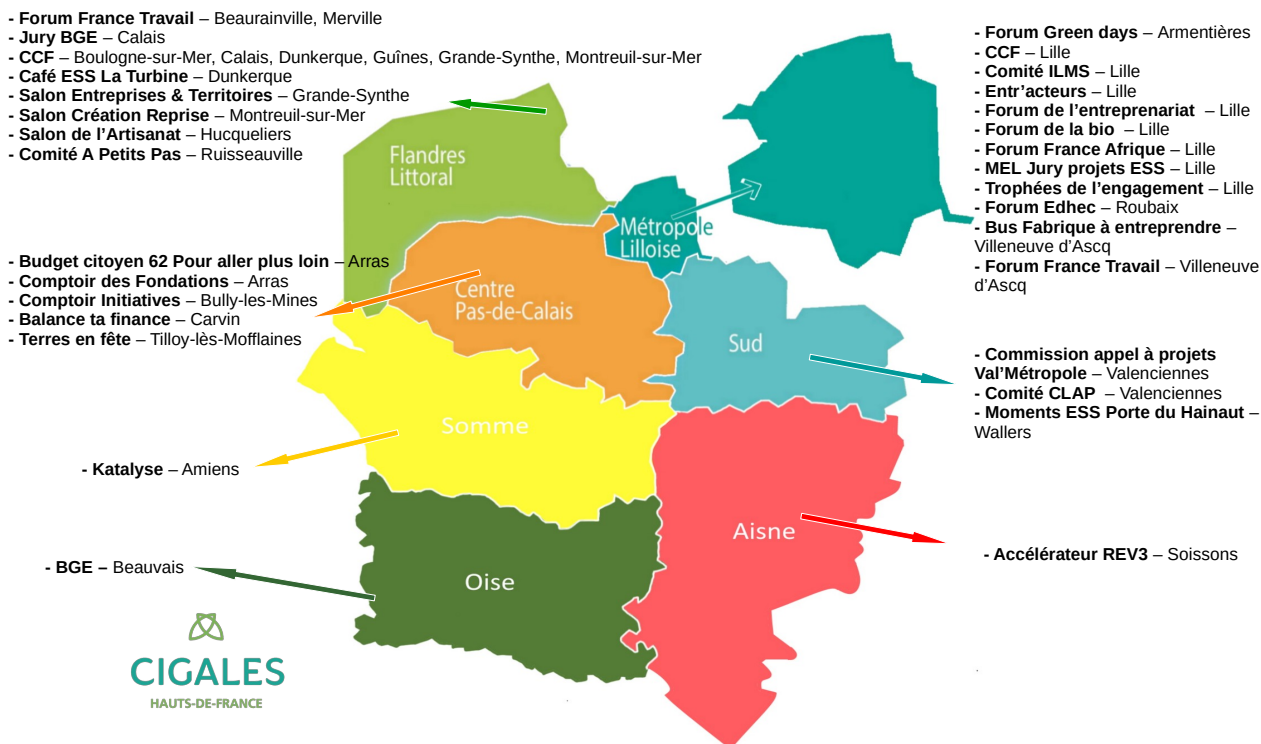 - Forum France Travail – Beaurainville, Merville
- Jury BGE – Calais
- CCF – Boulogne-sur-Mer, Calais, Dunkerque, Guînes, Grande-Synthe, Montreuil-sur-Mer
- Café ESS La Turbine – Dunkerque
- Salon Entreprises & Territoires – Grande-Synthe
- Salon Création Reprise – Montreuil-sur-Mer
- Salon de l'Artisanat – Hucqueliers
- Comité A Petits Pas – Ruisseauville
- Forum Green days – Armentières
- CCF – Lille
- Comité ILMS – Lille
- Entr'acteurs – Lille
- Forum de l'entreprenariat – Lille
- Forum de la bio – Lille
- Forum France Afrique – Lille
- MEL Jury projets ESS – Lille
- Trophées de l'engagement – Lille
- Forum Edhec – Roubaix
- Bus Fabrique à entreprendre –
Villeneuve d'Ascq
- Forum France Travail – Villeneuve
d'Ascq
Flandres
Littoral
Métropole
Lilloise
- Budget citoyen 62 Pour aller plus loin – Arras
- Comptoir des Fondations – Arras
- Comptoir Initiatives – Bully-les-Mines
- Balance ta finance – Carvin
- Terres en fête – Tilloy-lès-Mofflaines
Centre
Pas-de-Calais
Sud
- Commission appel à projets
Val'Métropole – Valenciennes
- Comité CLAP – Valenciennes
- Moments ESS Porte du Hainaut –
Wallers
Somme
- Katalyse – Amiens
Aisne
- Accélérateur REV3 – Soissons
- BGE – Beauvais
Oise
CIGALES
HAUTS-DE-FRANCE